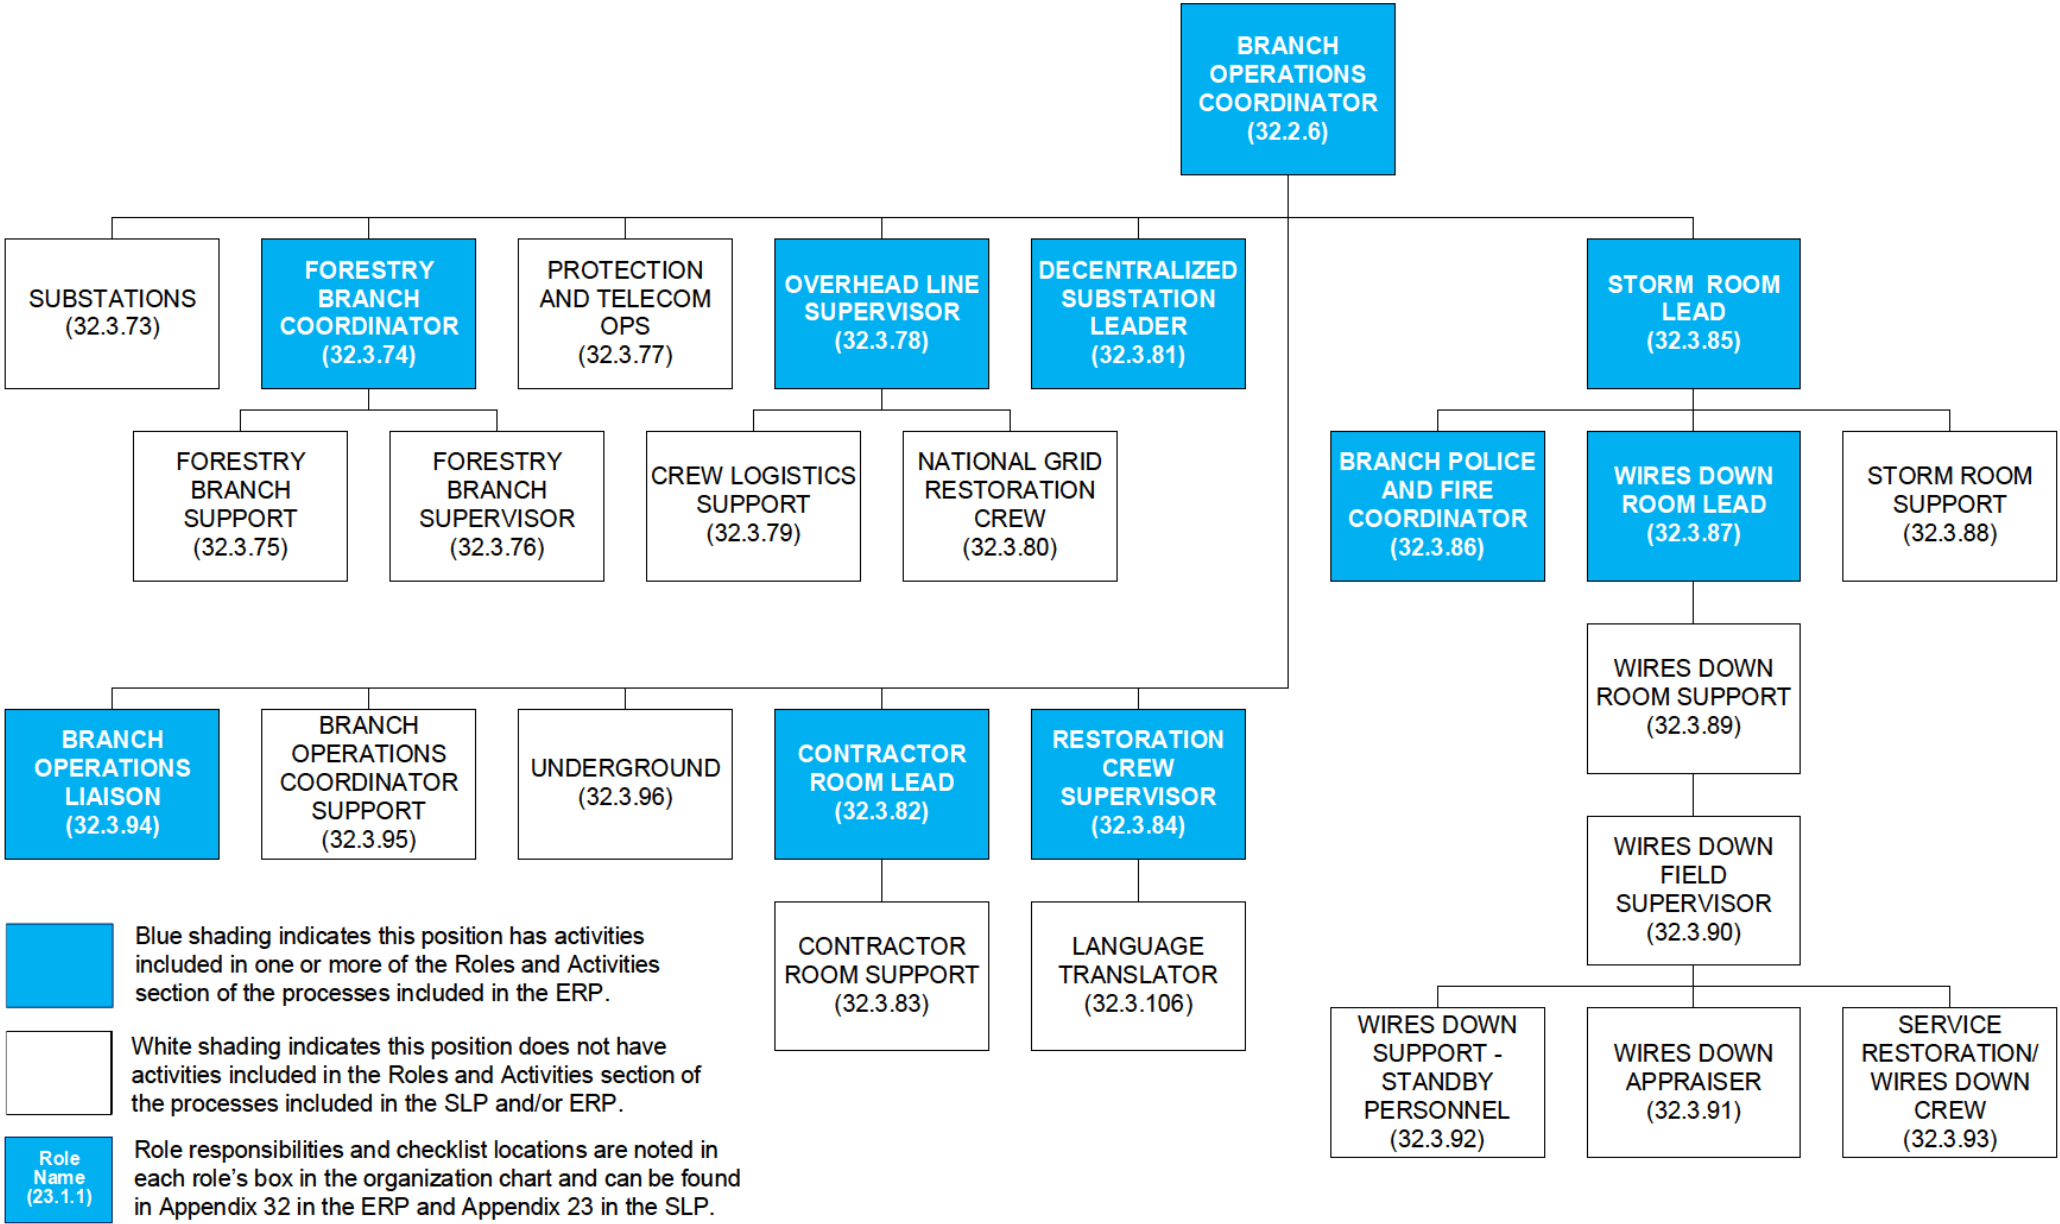 BRANCH
OPERATIONS
COORDINATOR
(32.2.6)
SUBSTATIONS
(32.3.73)
FORESTRY
BRANCH
COORDINATOR
(32.3.74)
PROTECTION
AND TELECOM
OPS
(32.3.77)
OVERHEAD LINE
SUPERVISOR
(32.3.78)
DECENTRALIZED
SUBSTATION
LEADER
(32.3.81)
STORM ROOM
LEAD
(32.3.85)
FORESTRY
BRANCH
SUPPORT
(32.3.75)
FORESTRY
BRANCH
SUPERVISOR
(32.3.76)
CREW LOGISTICS
SUPPORT
(32.3.79)
NATIONAL GRID
RESTORATION
CREW
(32.3.80)
BRANCH POLICE
AND FIRE
COORDINATOR
(32.3.86)
WIRES DOWN
ROOM LEAD
(32.3.87)
STORM ROOM
SUPPORT
(32.3.88)
WIRES DOWN
ROOM SUPPORT
(32.3.89)
BRANCH
OPERATIONS
LIAISON
(32.3.94)
BRANCH
OPERATIONS
COORDINATOR
SUPPORT
(32.3.95)
UNDERGROUND
(32.3.96)
CONTRACTOR
ROOM LEAD
(32.3.82)
RESTORATION
CREW
SUPERVISOR
(32.3.84)
WIRES DOWN
FIELD
SUPERVISOR
(32.3.90)
CONTRACTOR
ROOM SUPPORT
(32.3.83)
LANGUAGE
TRANSLATOR
(32.3.106)
WIRES DOWN
SUPPORT -
STANDBY
PERSONNEL
(32.3.92)
WIRES DOWN
APPRAISER
(32.3.91)
SERVICE
RESTORATION/
WIRES DOWN
CREW
(32.3.93)
Blue shading indicates this position has activities
included in one or more of the Roles and Activities
section of the processes included in the ERP.
White shading indicates this position does not have
activities included in the Roles and Activities section of
the processes included in the SLP and/or ERP.
Role
Name
(23.1.1)
Role responsibilities and checklist locations are noted in
each role's box in the organization chart and can be found
in Appendix 32 in the ERP and Appendix 23 in the SLP.